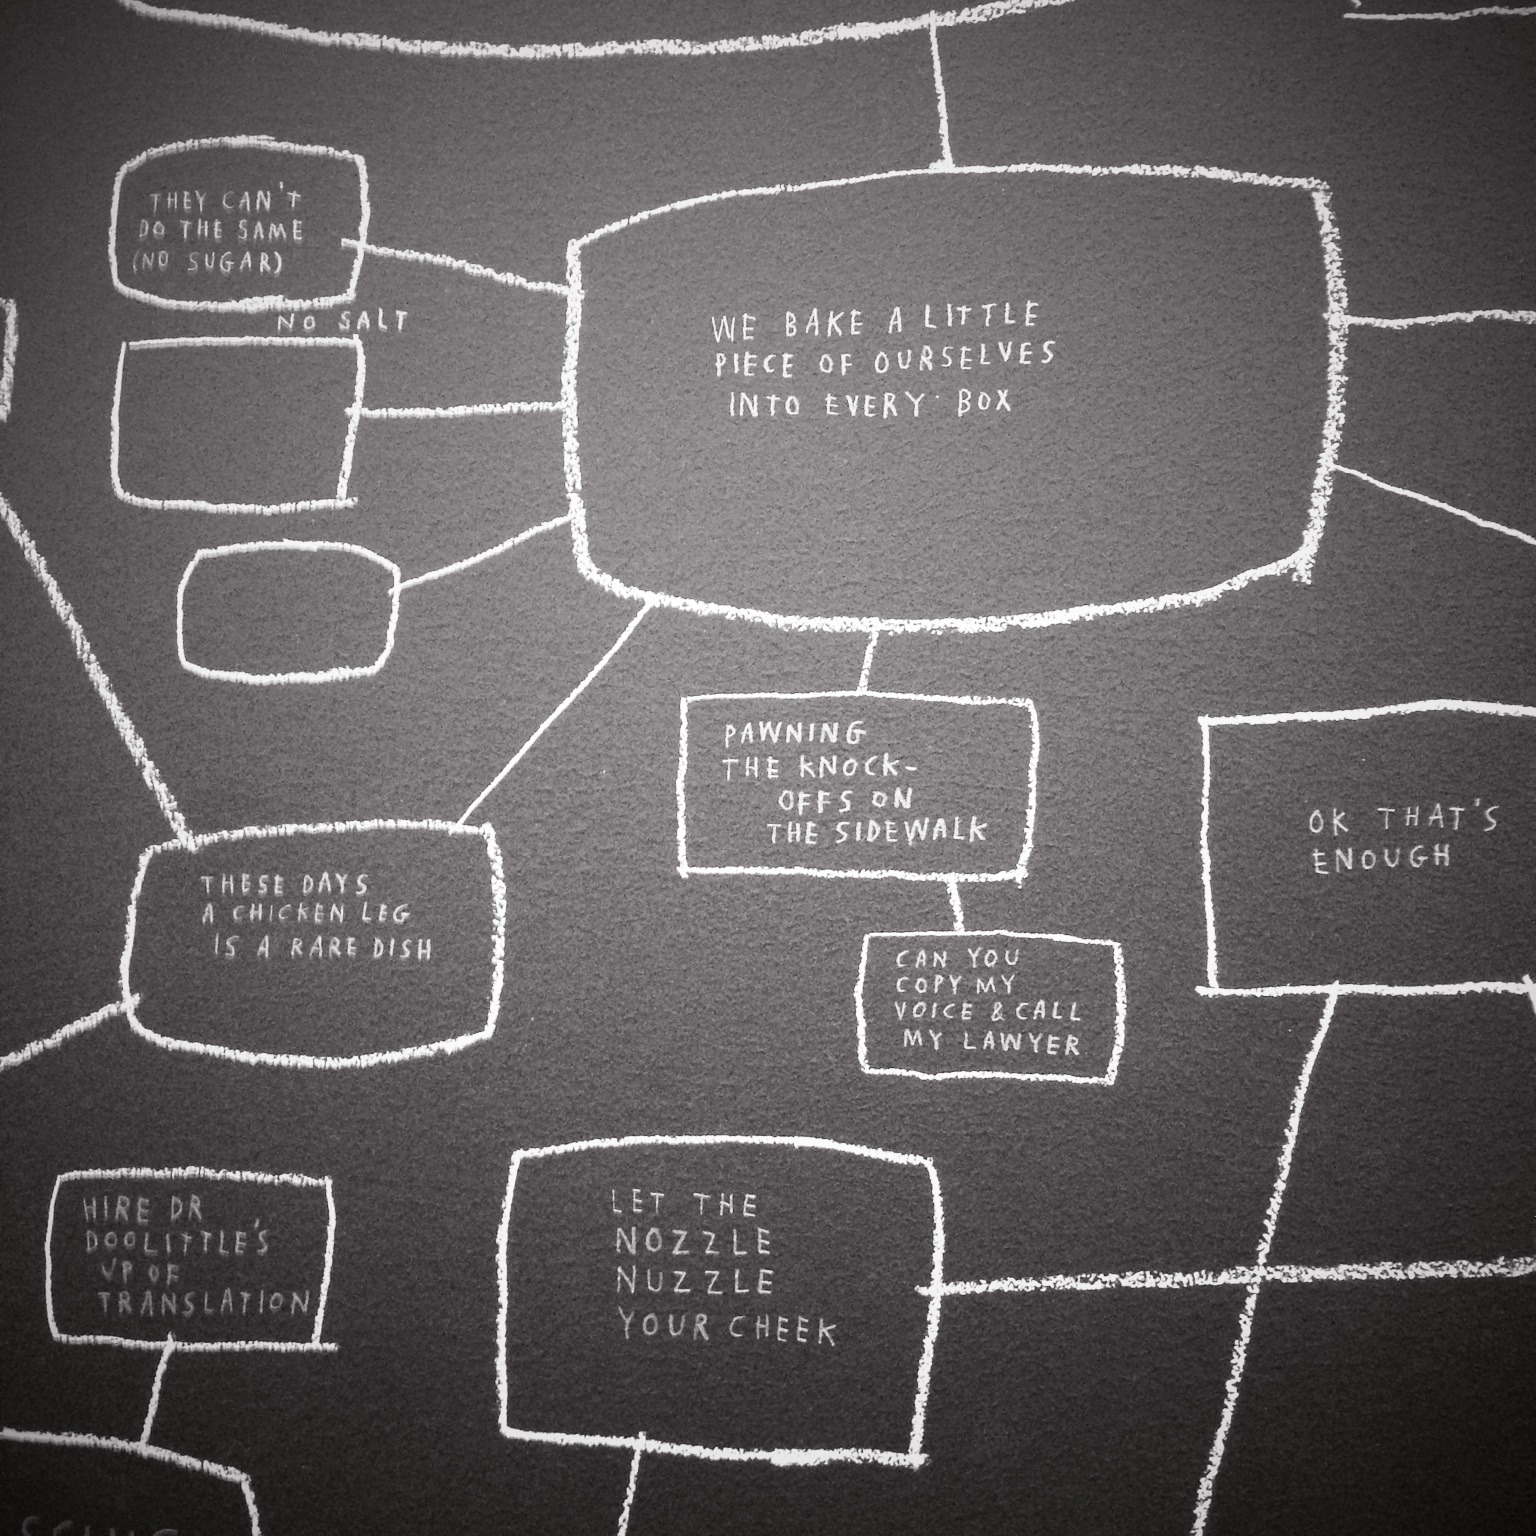 THEY CAN'T
DO THE SAME
(NO SUGAR)
NO SALT
WE BAKE A LITTLE
PIECE OF OURSELVES
INTO EVERY BOX
PAWNING
THE KNOCK-
OFFS ON
THE SIDEWALK
OK THAT'S
ENOUGH
THESE DAYS
A CHICKEN LEG
IS A RARE DISH
CAN YOU
COPY MY
VOICE & CALL
MY LAWYER
HIRE DR
DOOLITTLE'S
VP OF
TRANSLATION
LET THE
NOZZLE
NUZZLE
YOUR CHEEK